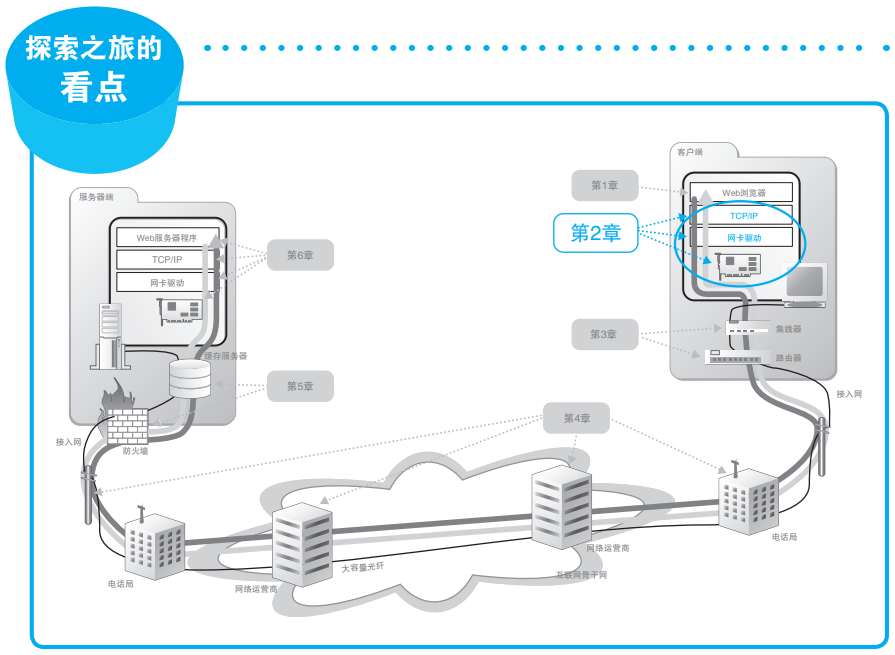 探索之旅的
看点
客户端
第1章
Web浏览器
服务器端
TCP/IP
第2章
网卡驱动
Web服务器程序
第6章
TCP/IP
网卡驱动
第3章
集线器
缓存服务器
路由器
第5章
接入网
第4章
接入网
防火墙
电话局
网络运营商
大容量光纤
互联网骨干网
电话局
网络运营商